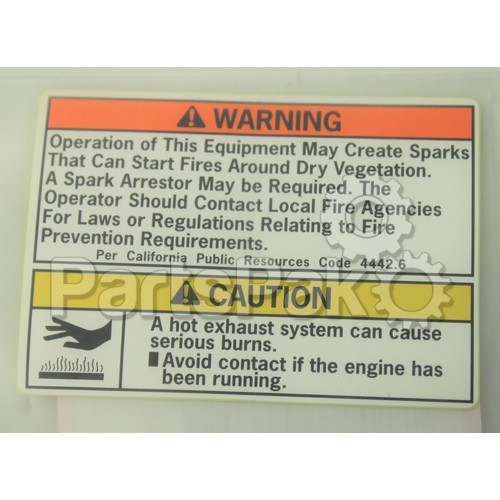 WARNING
Operation of This Equipment May Create Sparks
That Can Start Fires Around Dry Vegetation.
A Spark Arrestor May be Required. The
Operator Should Contact Local Fire Agencies
For Laws or Regulations Relating to Fire
Prevention Requirements.
Per California Public Resources Code 4442.6
PartsPak
CAUTION
A hot exhaust system can cause
serious burns.
Avoid contact if the engine has
been running.